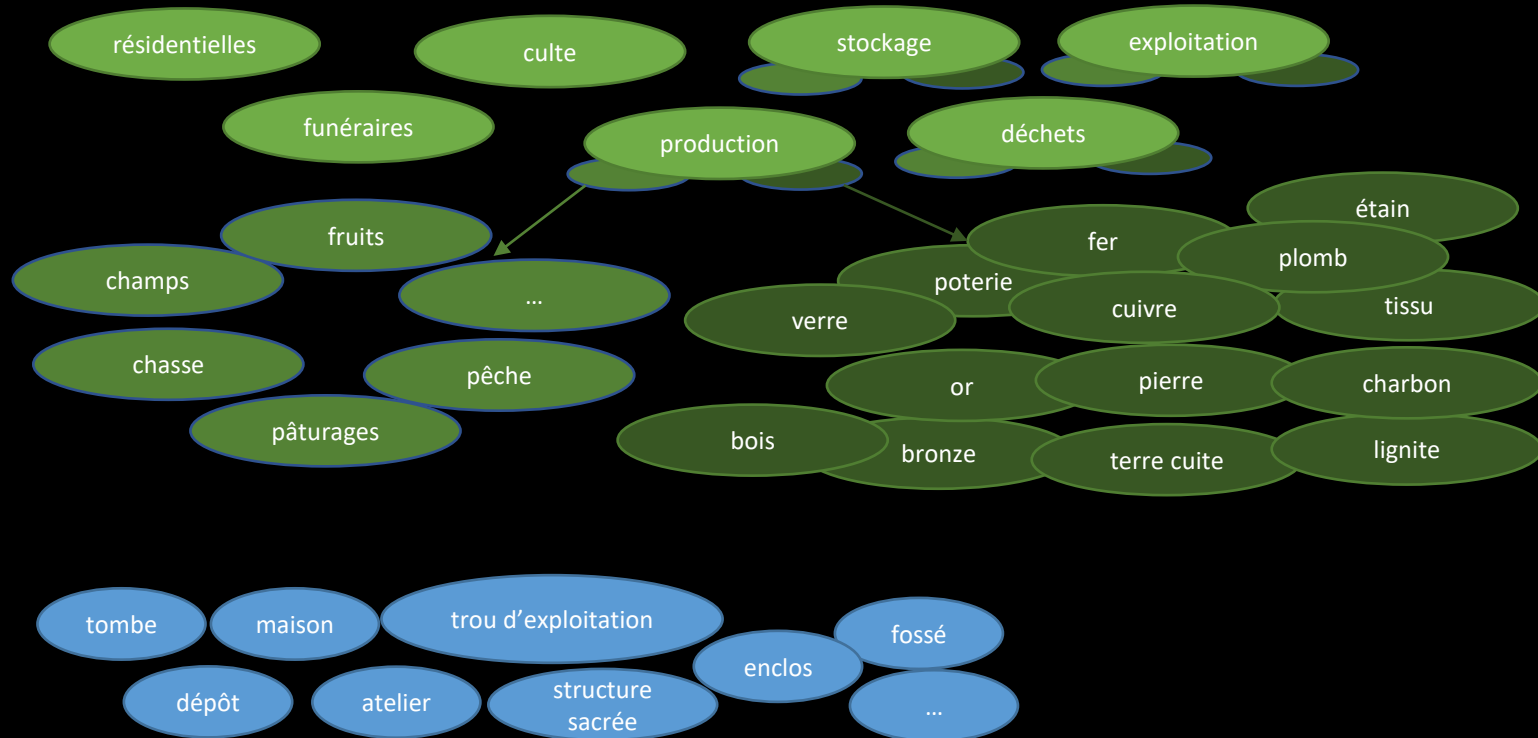 résidentielles
culte
stockage
exploitation
funéraires
production
déchets
fruits
champs
...
chasse
pêche
pâturages
étain
fer
plomb
poterie
cuivre
tissu
verre
or
pierre
charbon
bois
bronze
terre cuite
lignite
tombe
maison
trou d’exploitation
fossé
enclos
dépôt
atelier
structure
sacrée
...